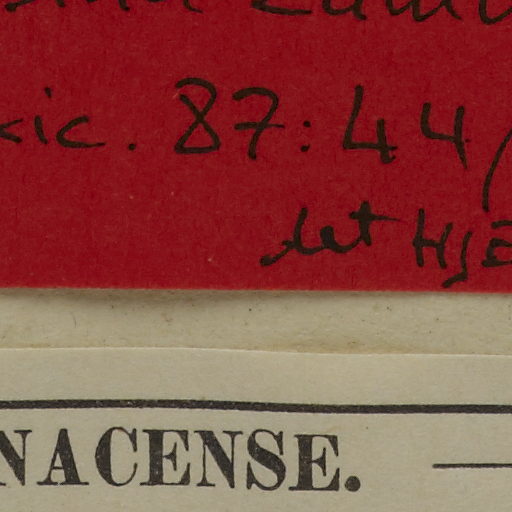 xic. 87: 44
det HJE
NACENSE.